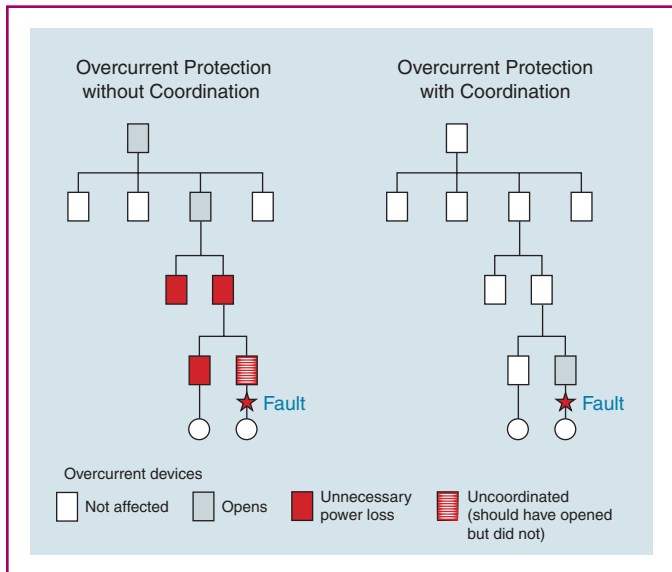 Overcurrent Protection
without Coordination
Overcurrent Protection
with Coordination
Fault
Fault
Overcurrent devices
Not affected
Opens
Unnecessary
power loss
Uncoordinated
(should have opened
but did not)